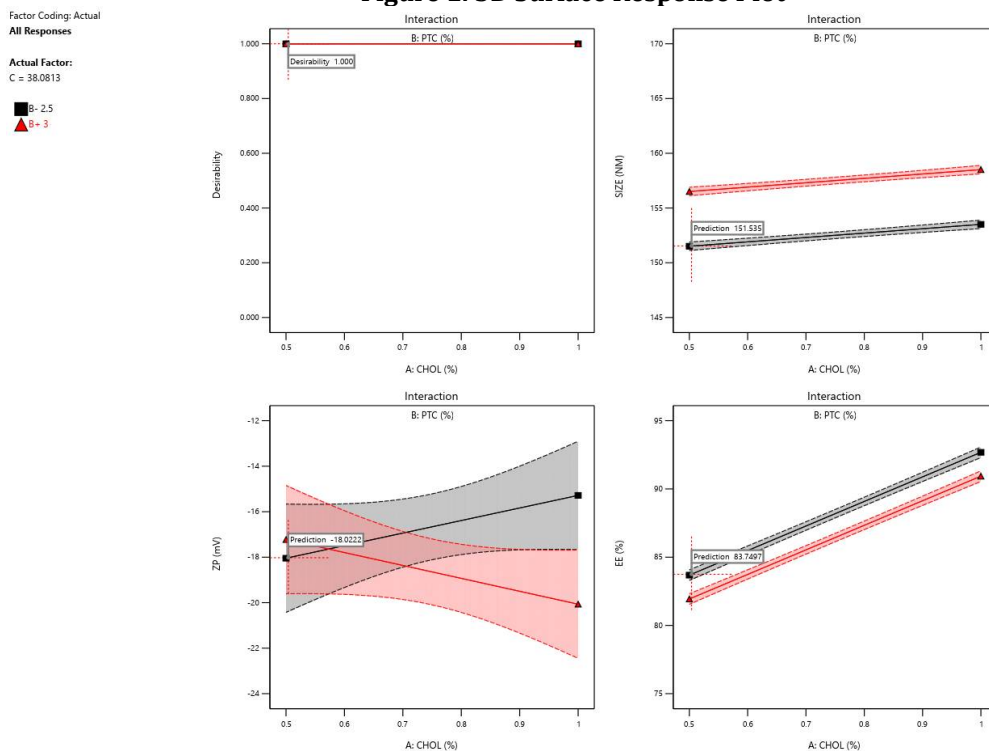 Figure 1: 3D Surface Response Plot
Factor Coding: Actual
All Responses
Actual Factor:
C = 38.0813
B- 2.5
B+ 3
Interaction
B: PTC (%)
1.000
0.800
0.600
0.400
0.200
0.000
Desirability
Desirability 1.000
0.5 0.6 0.7 0.8 0.9 1
A: CHOL (%)
Interaction
B: PTC (%)
170
165
160
155
150
145
SIZE (NM)
Prediction 151.535
0.5 0.6 0.7 0.8 0.9 1
A: CHOL (%)
Interaction
B: PTC (%)
-12
-14
-16
-18
-20
-22
-24
ZP (mV)
Prediction -18.0222
0.5 0.6 0.7 0.8 0.9 1
A: CHOL (%)
Interaction
B: PTC (%)
95
90
85
80
75
EE (%)
Prediction 83.7497
0.5 0.6 0.7 0.8 0.9 1
A: CHOL (%)